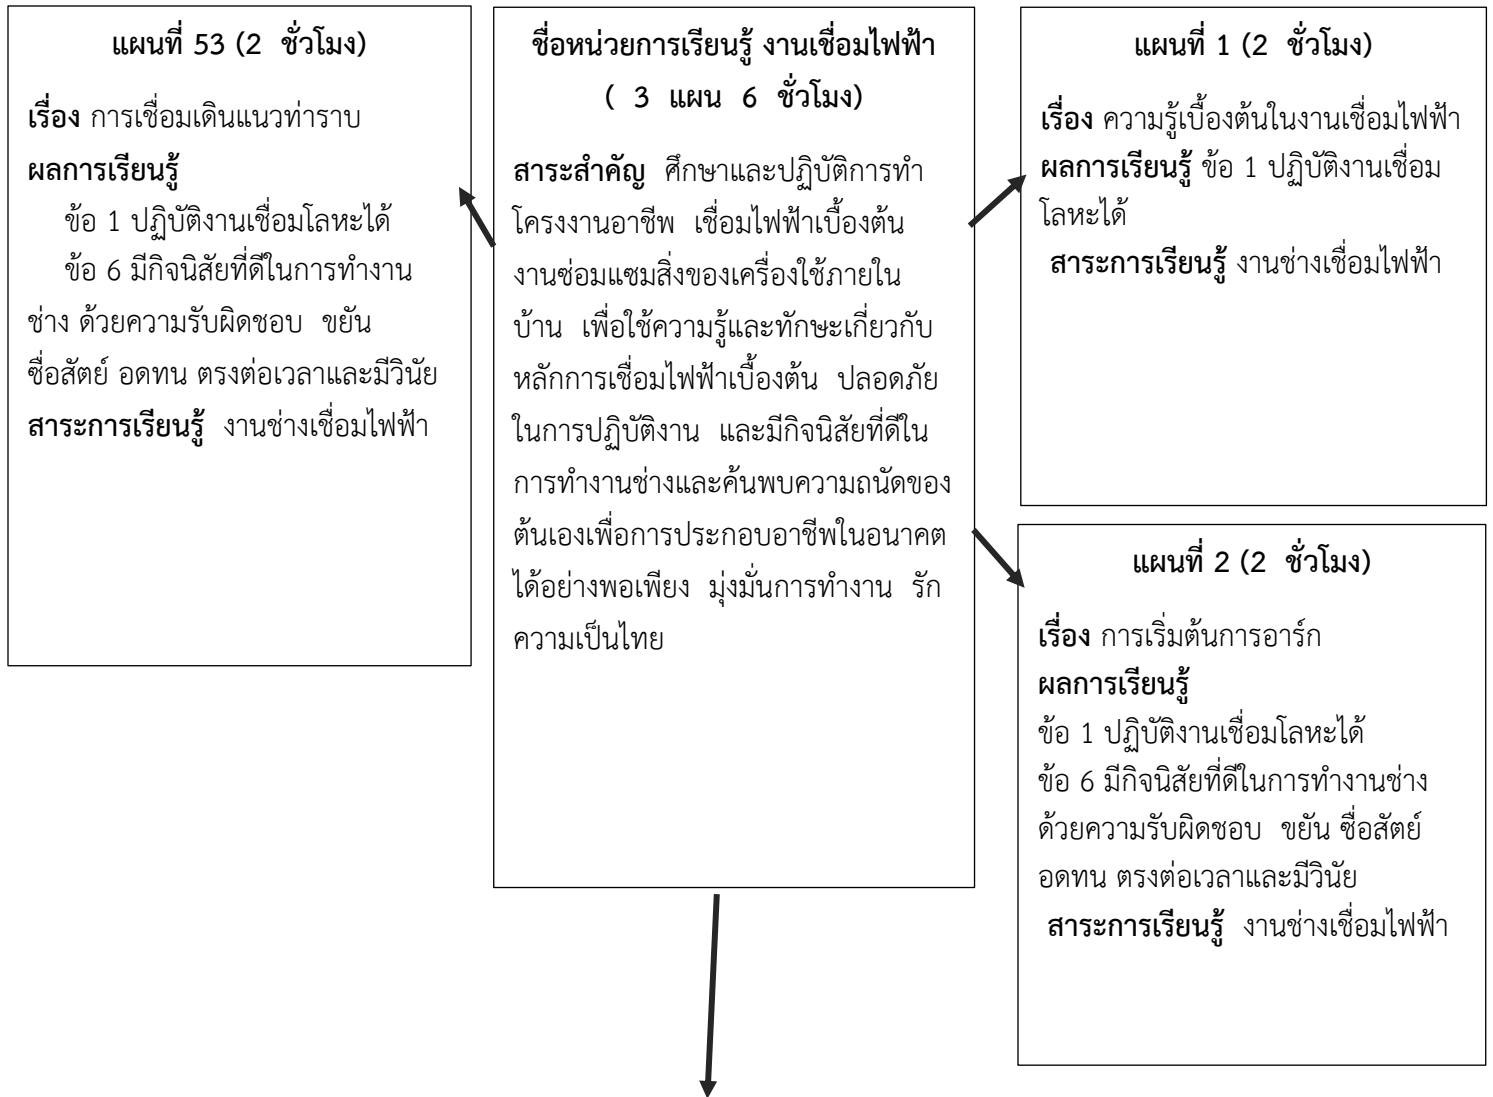 แผนที่ 53 (2 ชั่วโมง)
เรื่อง การเชื่อมเดินแนวท่าราบ
ผลการเรียนรู้
ข้อ 1 ปฏิบัติงานเชื่อมโลหะได้
ข้อ 6 มีกิจนิสัยที่ดีในการทำงาน
ช่าง ด้วยความรับผิดชอบ ขยัน
ซื่อสัตย์ อดทน ตรงต่อเวลาและมีวินัย
สาระการเรียนรู้ งานช่างเชื่อมไฟฟ้า
ชื่อหน่วยการเรียนรู้ งานเชื่อมไฟฟ้า
( 3 แผน 6 ชั่วโมง)
สาระสำคัญ ศึกษาและปฏิบัติการทำ
โครงงานอาชีพ เชื่อมไฟฟ้าเบื้องต้น
งานซ่อมแซมสิ่งของเครื่องใช้ภายใน
บ้าน เพื่อใช้ความรู้และทักษะเกี่ยวกับ
หลักการเชื่อมไฟฟ้าเบื้องต้น ปลอดภัย
ในการปฏิบัติงาน และมีกิจนิสัยที่ดีใน
การทำงานช่างและค้นพบความถนัดของ
ต้นเองเพื่อการประกอบอาชีพในอนาคต
ได้อย่างพอเพียง มุ่งมั่นการทำงาน รัก
ความเป็นไทย
แผนที่ 1 (2 ชั่วโมง)
เรื่อง ความรู้เบื้องต้นในงานเชื่อมไฟฟ้า
ผลการเรียนรู้ ข้อ 1 ปฏิบัติงานเชื่อม
โลหะได้
สาระการเรียนรู้ งานช่างเชื่อมไฟฟ้า
แผนที่ 2 (2 ชั่วโมง)
เรื่อง การเริ่มต้นการอาร์ก
ผลการเรียนรู้
ข้อ 1 ปฏิบัติงานเชื่อมโลหะได้
ข้อ 6 มีกิจนิสัยที่ดีในการทำงานช่าง
ด้วยความรับผิดชอบ ขยัน ซื่อสัตย์
อดทน ตรงต่อเวลาและมีวินัย
สาระการเรียนรู้ งานช่างเชื่อมไฟฟ้า